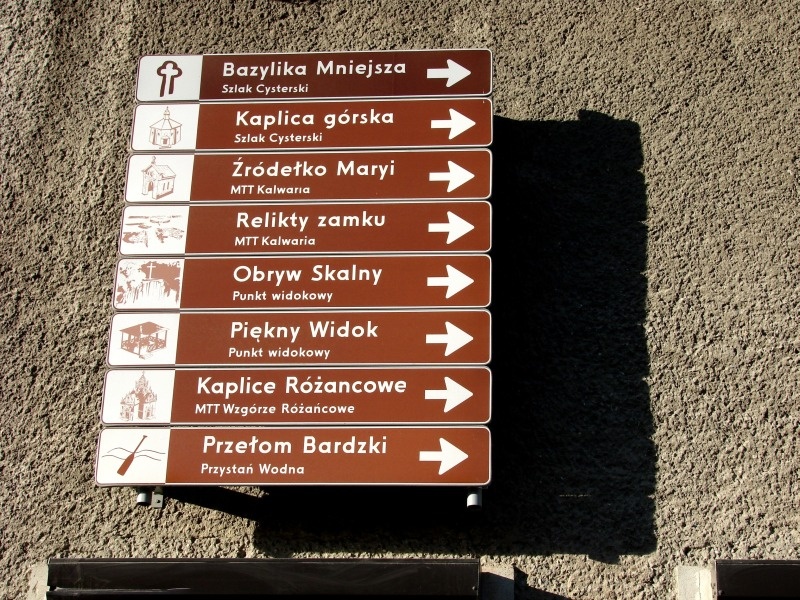 Bazylika Mniejsza
Szlak Cysterski
Kaplica górska
Szlak Cysterski
Źródełko Maryi
MTT Kalwaria
Relikty zamku
MTT Kalwaria
Obryw Skalny
Punkt widokowy
Piękny Widok
Punkt widokowy
Kaplice Różancowe
MTT Wzgórze Różańcowe
Przełom Bardzki
Przystań Wodna